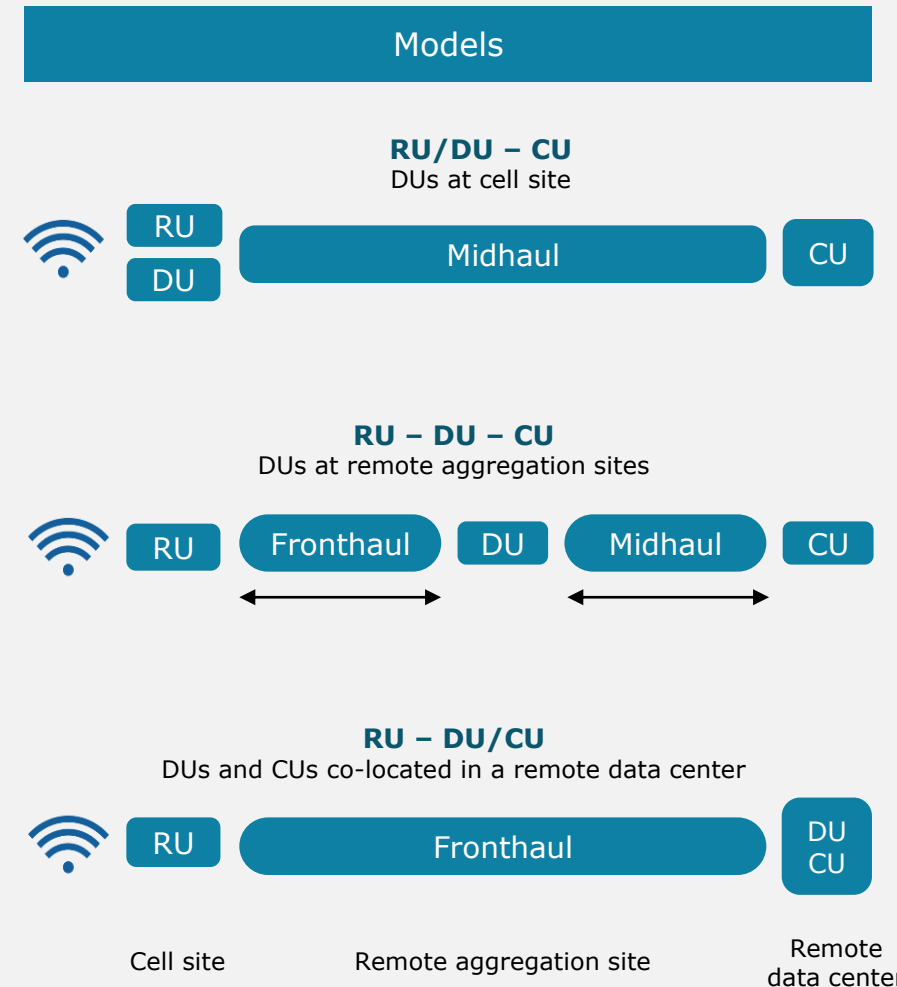 Models
RU/DU – CU
DUs at cell site
RU
DU
Midhaul
CU
RU – DU – CU
DUs at remote aggregation sites
RU
Fronthaul
DU
Midhaul
CU
RU – DU/CU
DUs and CUs co-located in a remote data center
RU
Fronthaul
DU
CU
Cell site
Remote aggregation site
Remote
data center